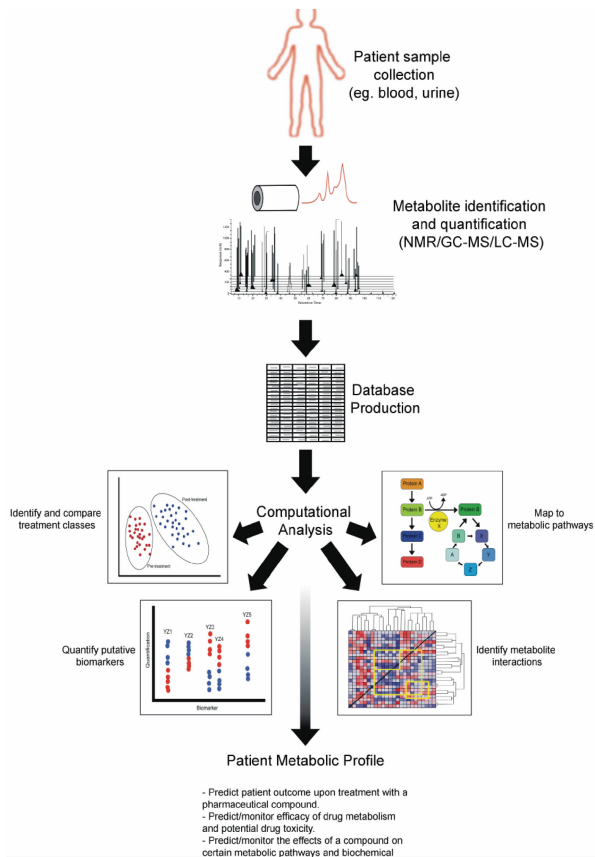 Patient sample
collection
(eg. blood, urine)
Metabolite identification
and quantification
(NMR/GC-MS/LC-MS)
Database
Production
Computational
Analysis
Identify and compare
treatment classes
Post-treatment
Pre-treatment
Protein A
Protein B
Enzyme
X
A
B
Y
Z
Map to
metabolic pathways
Quantify putative
biomarkers
Quantification
YZ1
YZ2
YZ3
YZ4
YZ5
Biomarker
Identify metabolite
interactions
Patient Metabolic Profile
- Predict patient outcome upon treatment with a
pharmaceutical compound.
- Predict/monitor efficacy of drug metabolism
and potential drug toxicity.
- Predict/monitor the effects of a compound on
certain metabolic pathways and biochemical